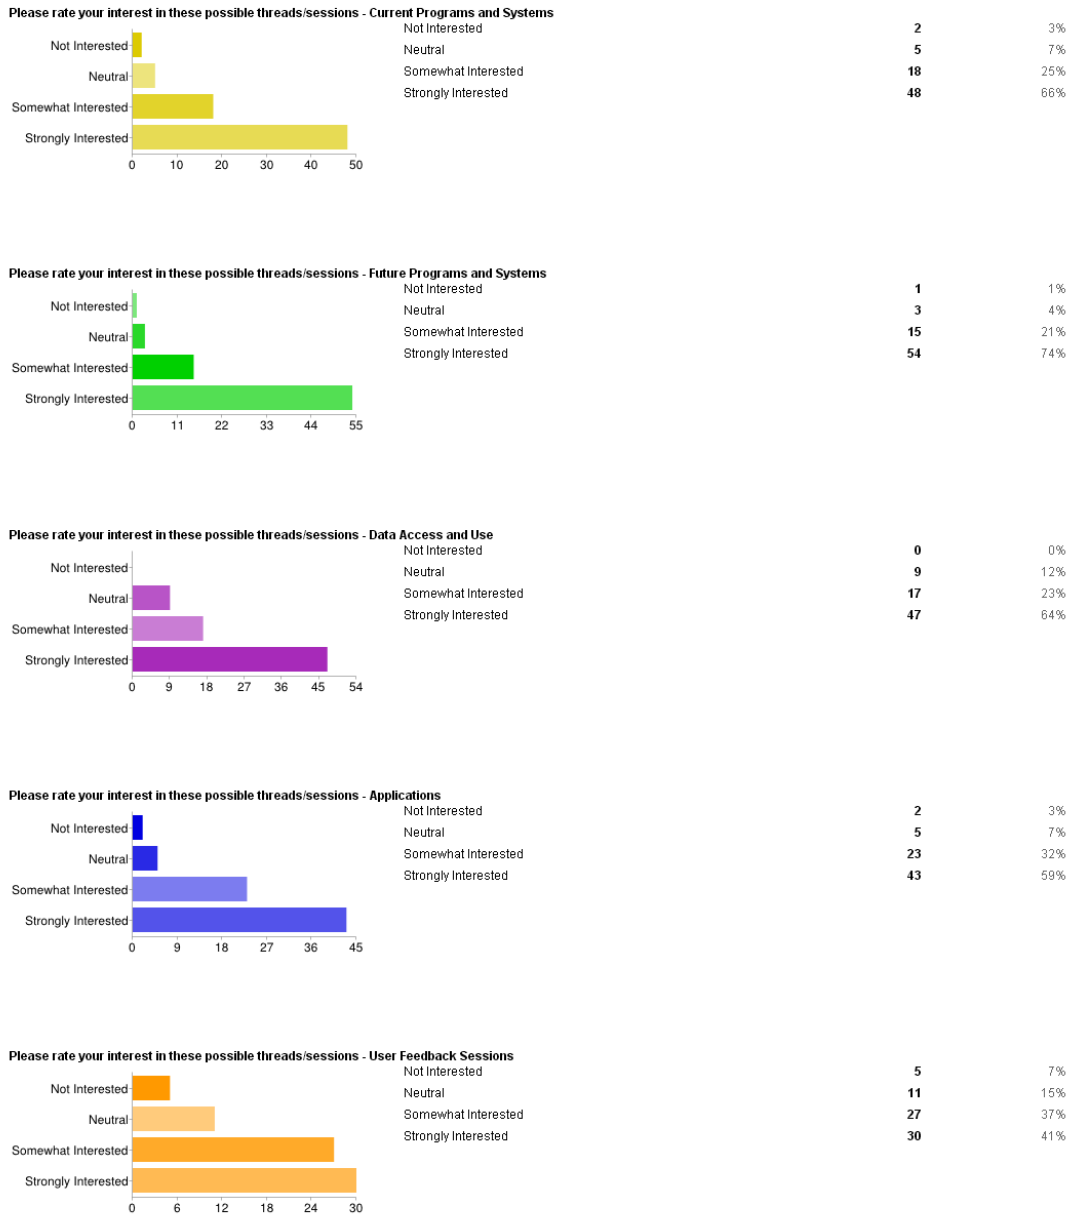 Please rate your interest in these possible threads/sessions - Current Programs and Systems
Not Interested 2 3%
Neutral 5 7%
Somewhat Interested 18 25%
Strongly Interested 48 66%
Not Interested
Neutral
Somewhat Interested
Strongly Interested
0 10 20 30 40 50
Please rate your interest in these possible threads/sessions - Future Programs and Systems
Not Interested 1 1%
Neutral 3 4%
Somewhat Interested 15 21%
Strongly Interested 54 74%
Not Interested
Neutral
Somewhat Interested
Strongly Interested
0 11 22 33 44 55
Please rate your interest in these possible threads/sessions - Data Access and Use
Not Interested 0 0%
Neutral 9 12%
Somewhat Interested 17 23%
Strongly Interested 47 64%
Not Interested
Neutral
Somewhat Interested
Strongly Interested
0 9 18 27 36 45 54
Please rate your interest in these possible threads/sessions - Applications
Not Interested 2 3%
Neutral 5 7%
Somewhat Interested 23 32%
Strongly Interested 43 59%
Not Interested
Neutral
Somewhat Interested
Strongly Interested
0 9 18 27 36 45
Please rate your interest in these possible threads/sessions - User Feedback Sessions
Not Interested 5 7%
Neutral 11 15%
Somewhat Interested 27 37%
Strongly Interested 30 41%
Not Interested
Neutral
Somewhat Interested
Strongly Interested
0 6 12 18 24 30